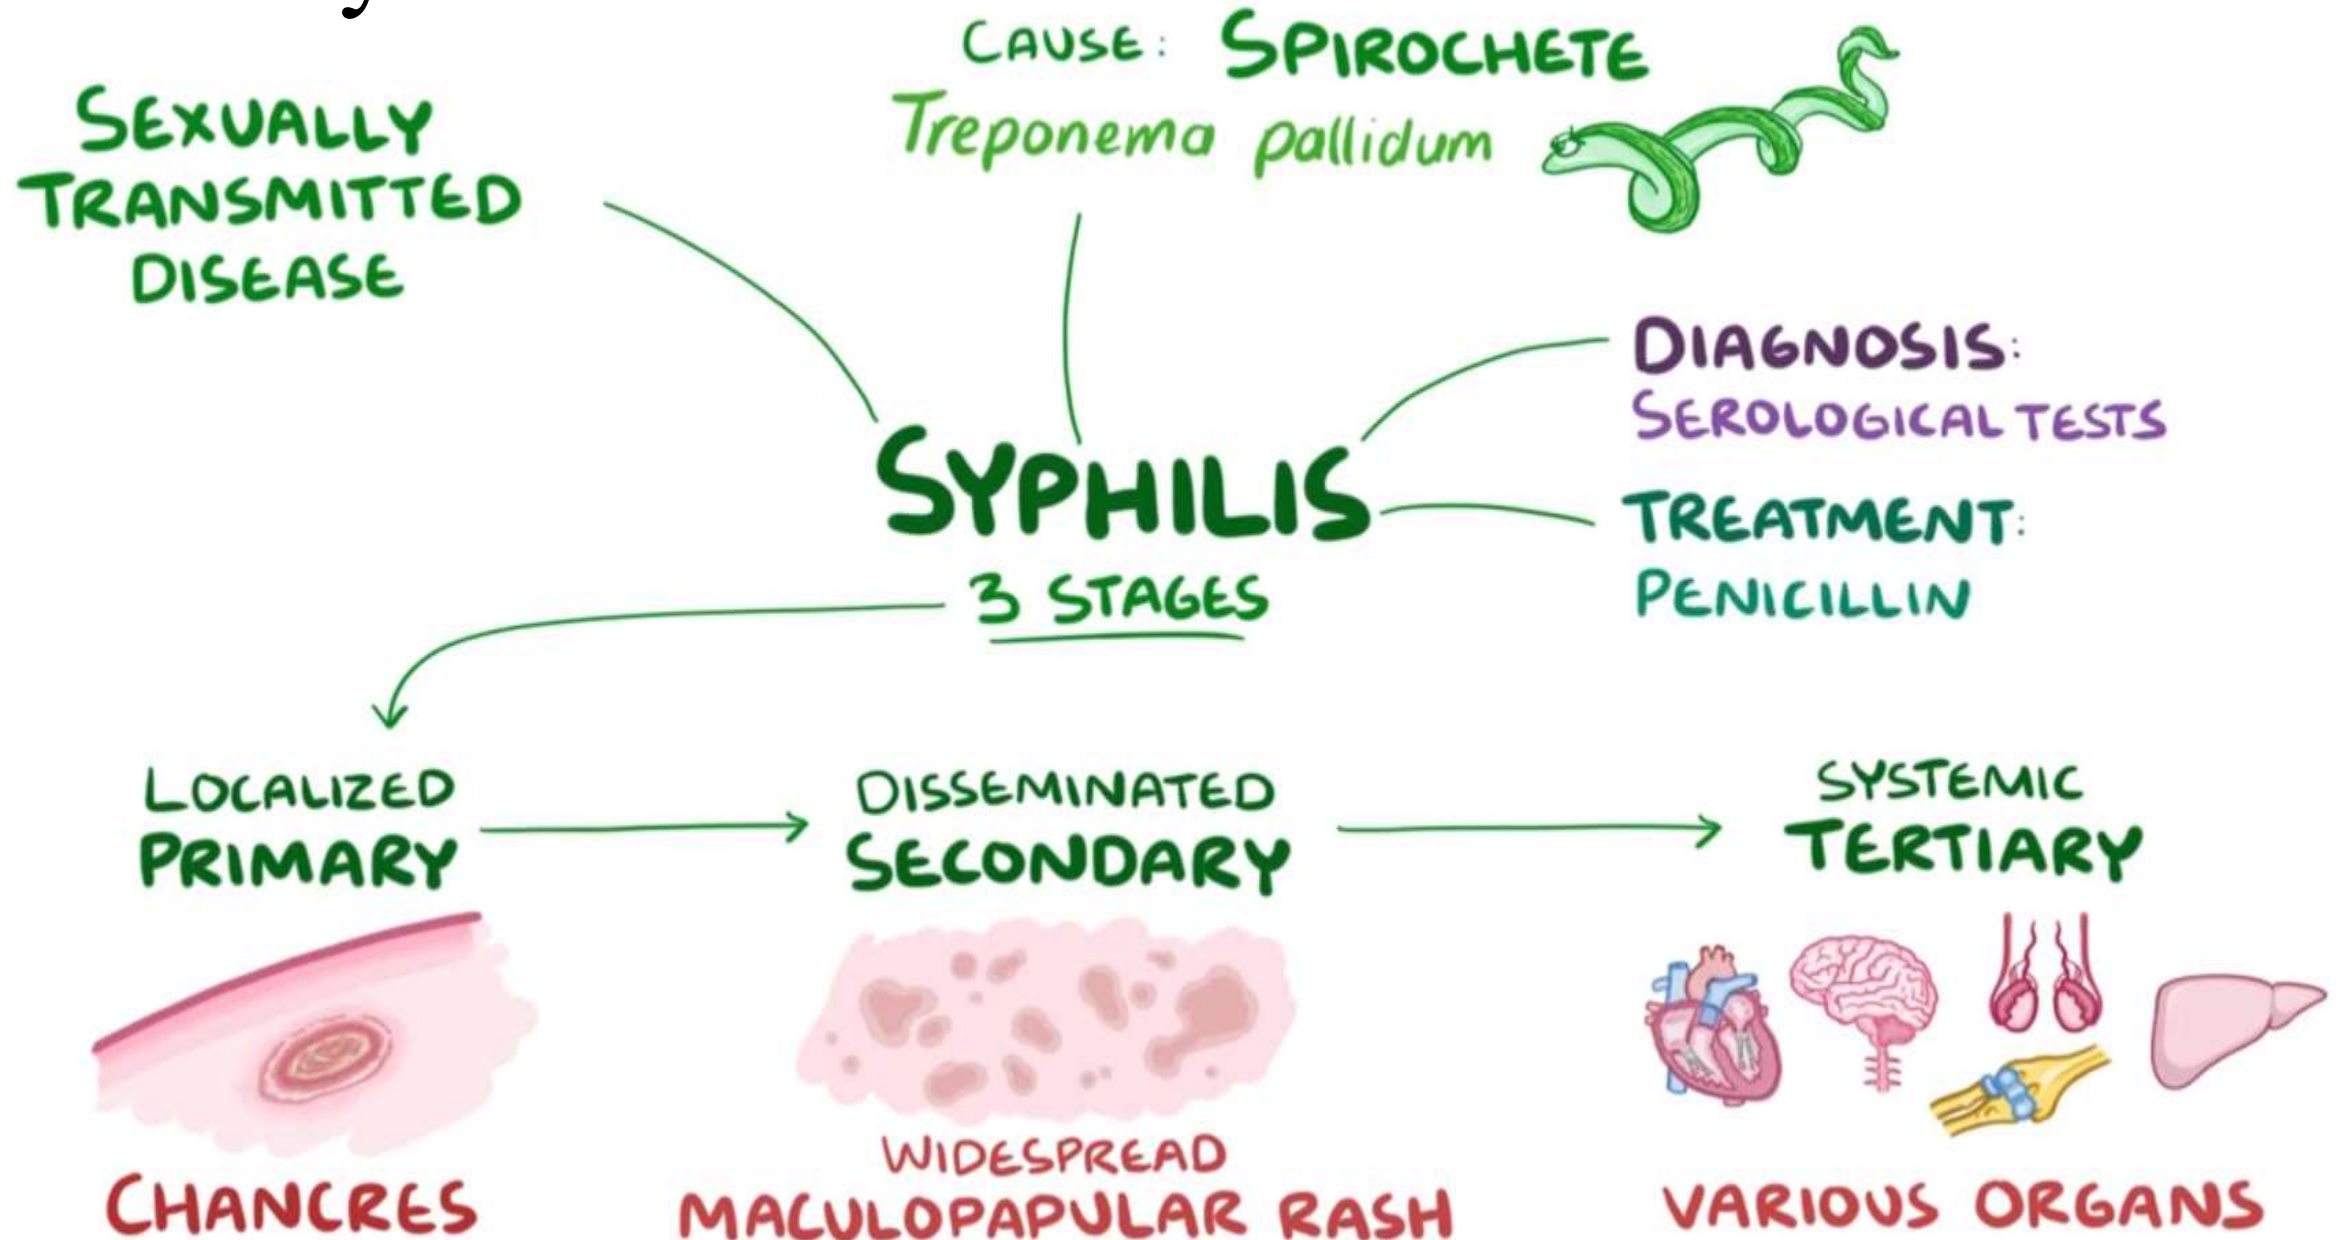 SEXUALLY
TRANSMITTED
DISEASE
CAUSE: SPIROCHETE
Treponema pallidum
DIAGNOSIS:
SEROLOGICAL TESTS
SYPHILIS
TREATMENT:
PENICILLIN
3 STAGES
LOCALIZED
PRIMARY
DISSEMINATED
SECONDARY
SYSTEMIC
TERTIARY
CHANCRES
WIDESPREAD
MACULOPAPULAR RASH
VARIOUS ORGANS